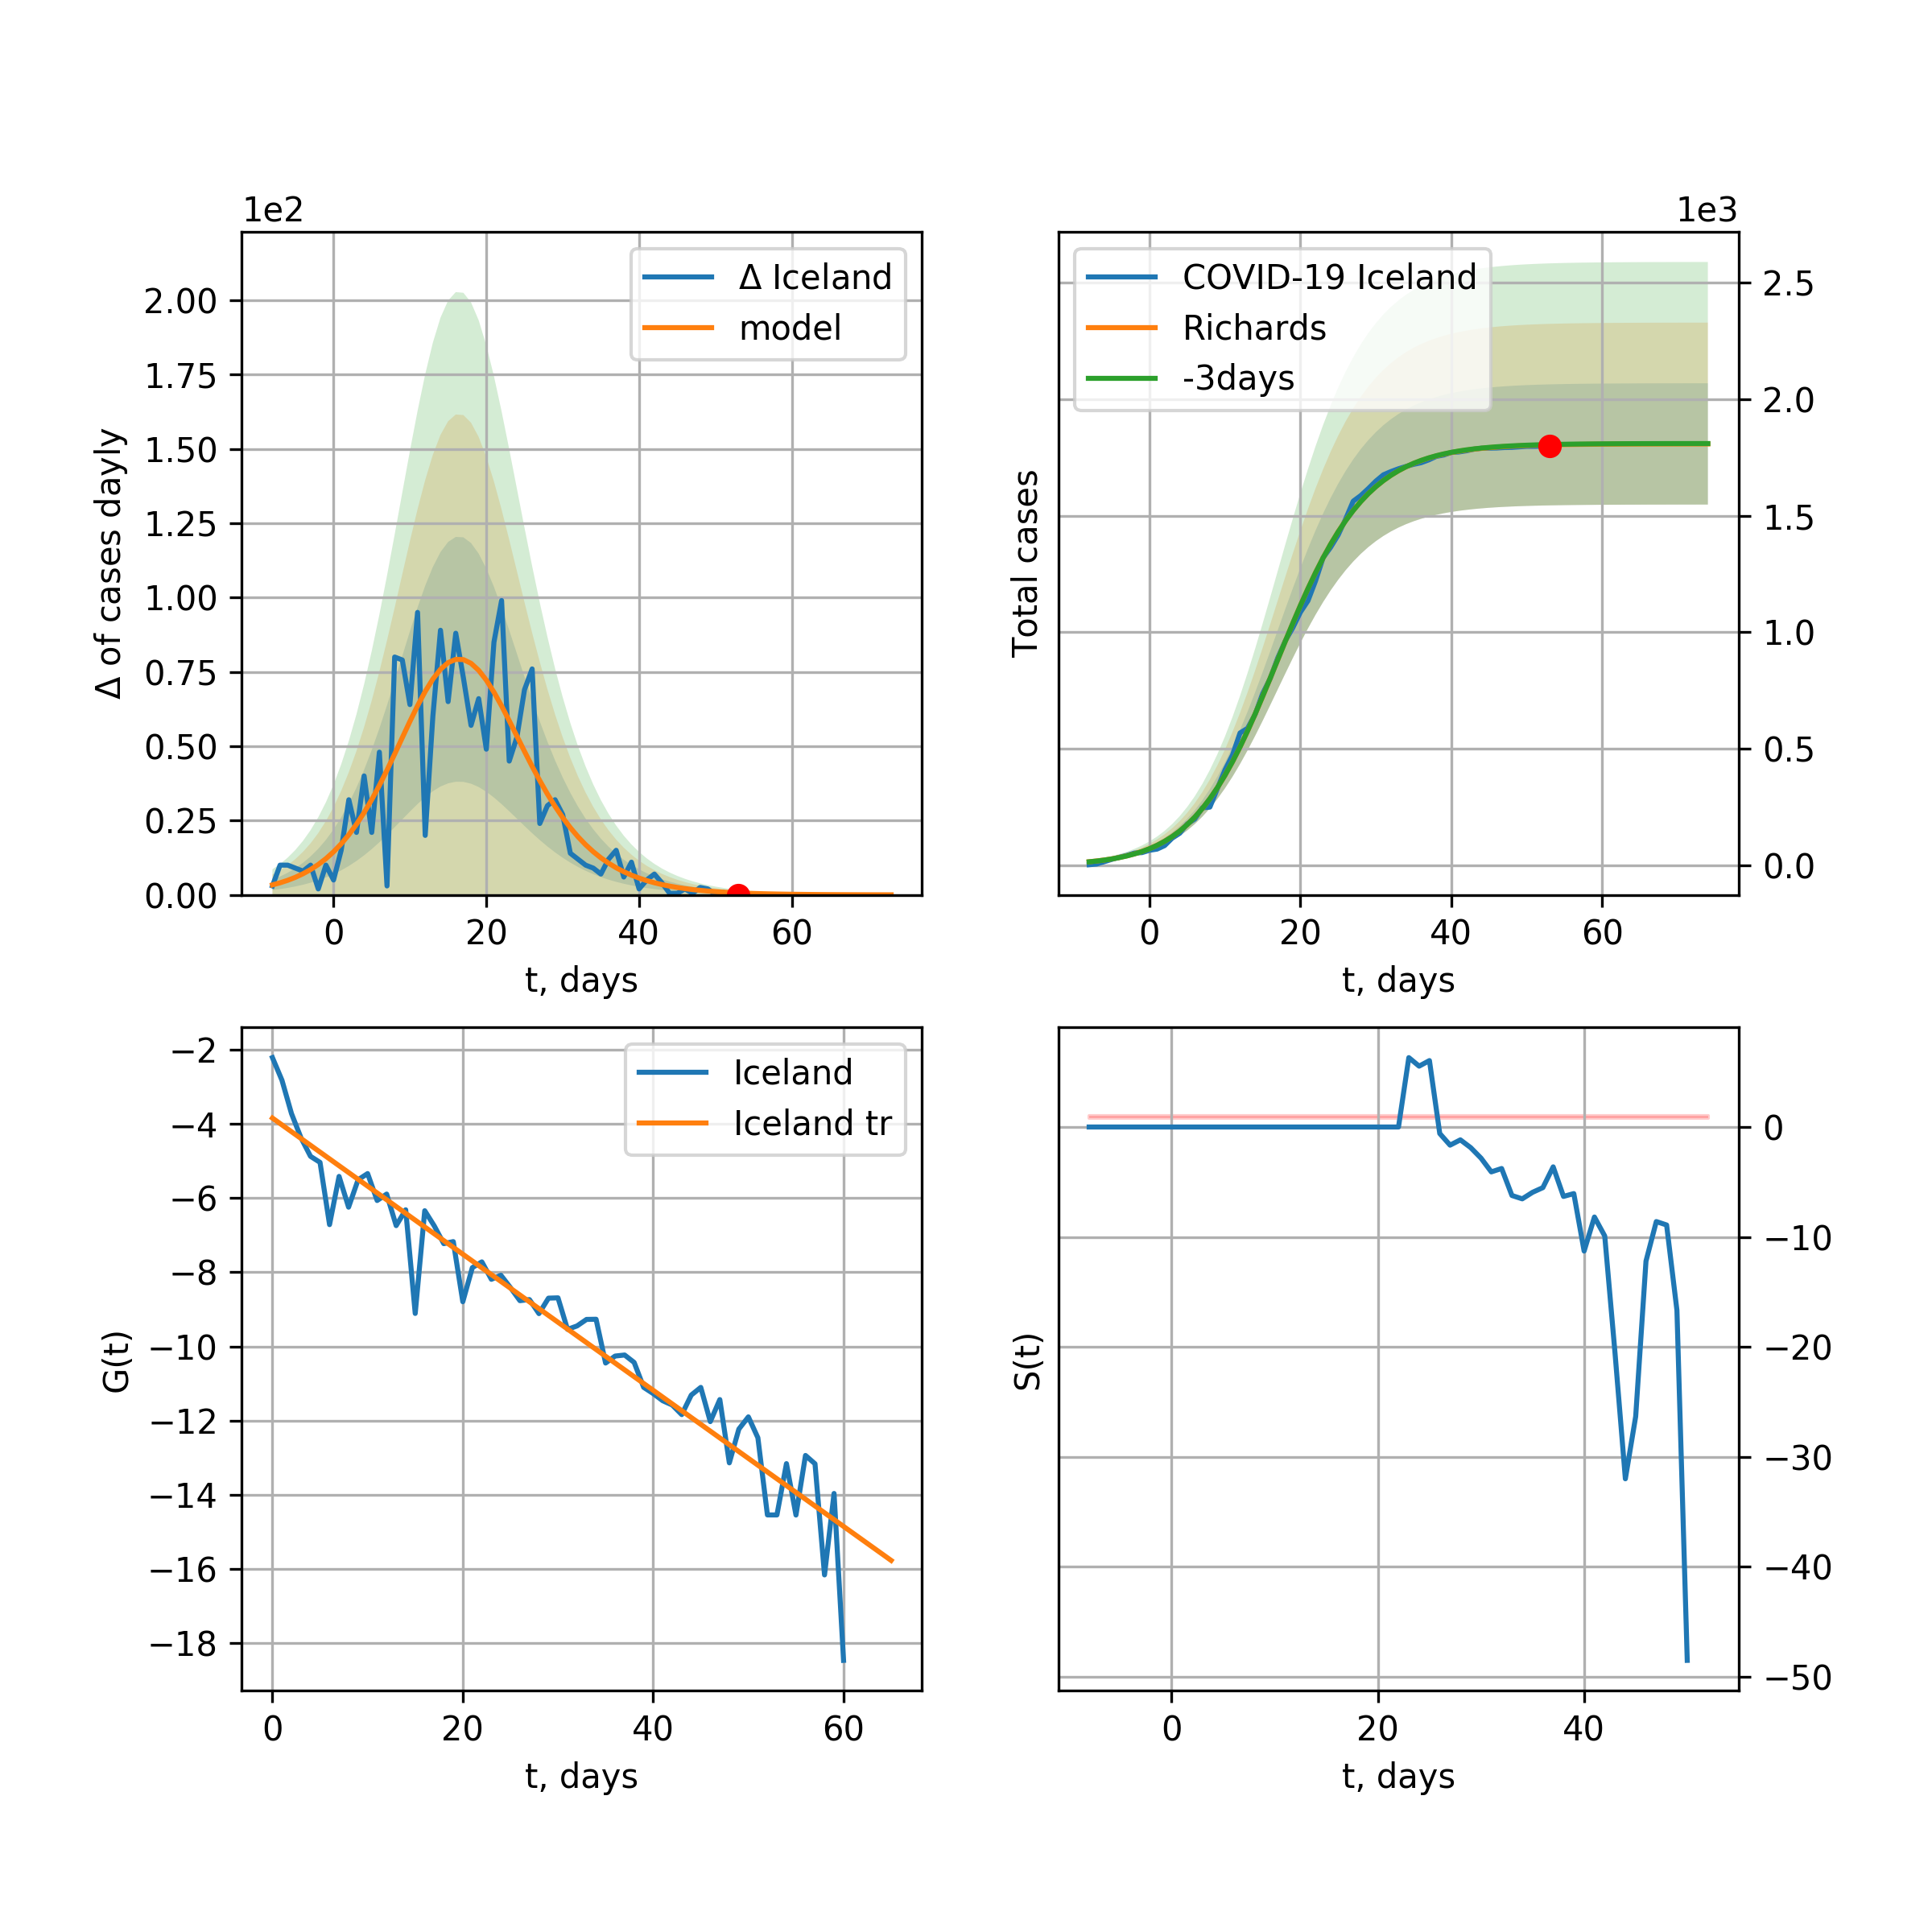 1e2
Δ Iceland
model
2.00
1.75
1.50
1.25
1.00
0.75
0.50
0.25
0.00
Δ of cases dayly
0 20 40 60
t, days
1e3
COVID-19 Iceland
Richards
-3days
2.5
2.0
1.5
1.0
0.5
0.0
Total cases
0 20 40 60
t, days
Iceland
Iceland tr
−2
−4
−6
−8
−10
−12
−14
−16
−18
G(t)
0 20 40 60
t, days
0
−10
−20
−30
−40
−50
S(t)
0 20 40
t, days